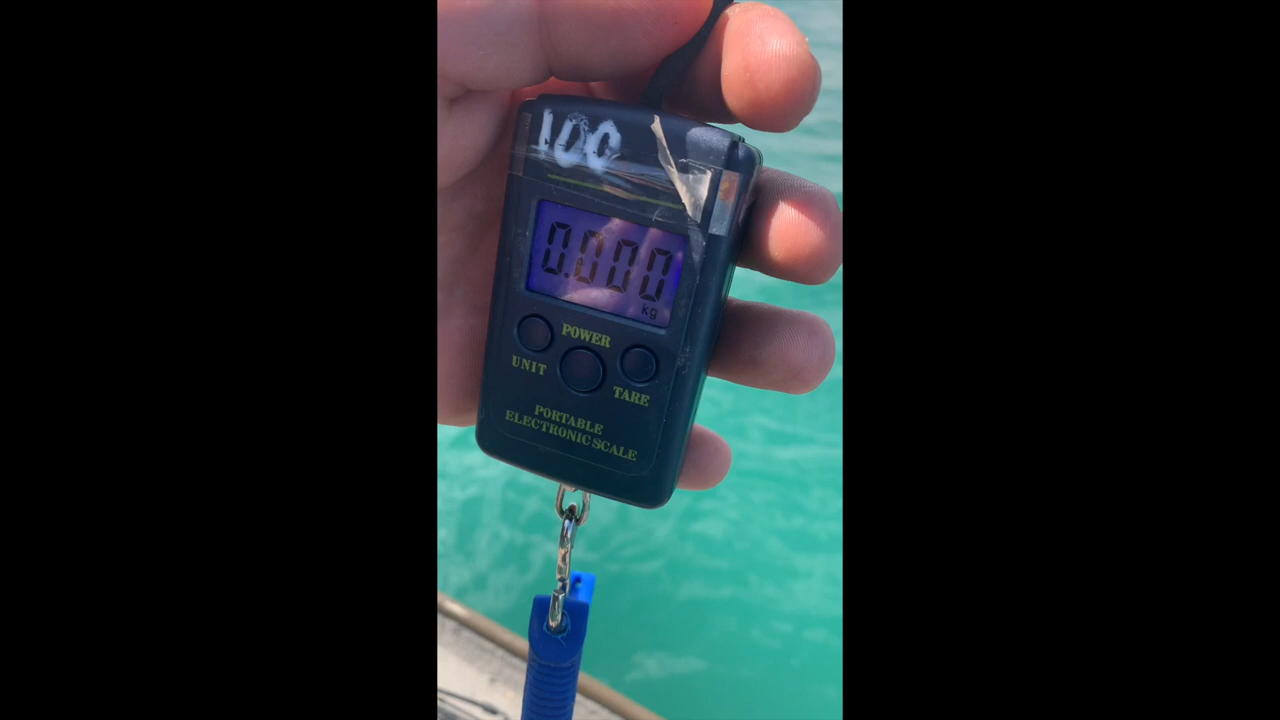 100
0.000
kg
POWER
UNIT
TARE
PORTABLE
ELECTRONIC SCALE